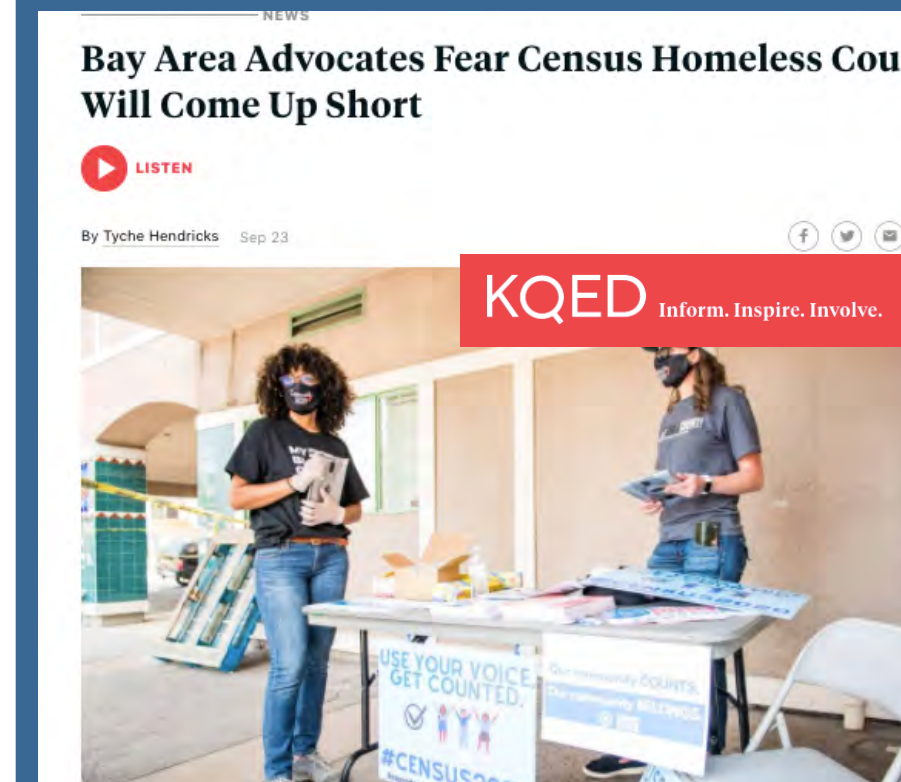 NEWS
Bay Area Advocates Fear Census Homeless Cou
Will Come Up Short
LISTEN
By Tyche Hendricks Sep 23
KQED Inform. Inspire. Involve.
USE YOUR VOICE.
GET COUNTED.
Our community COUNTS.
Our community BELONGS.